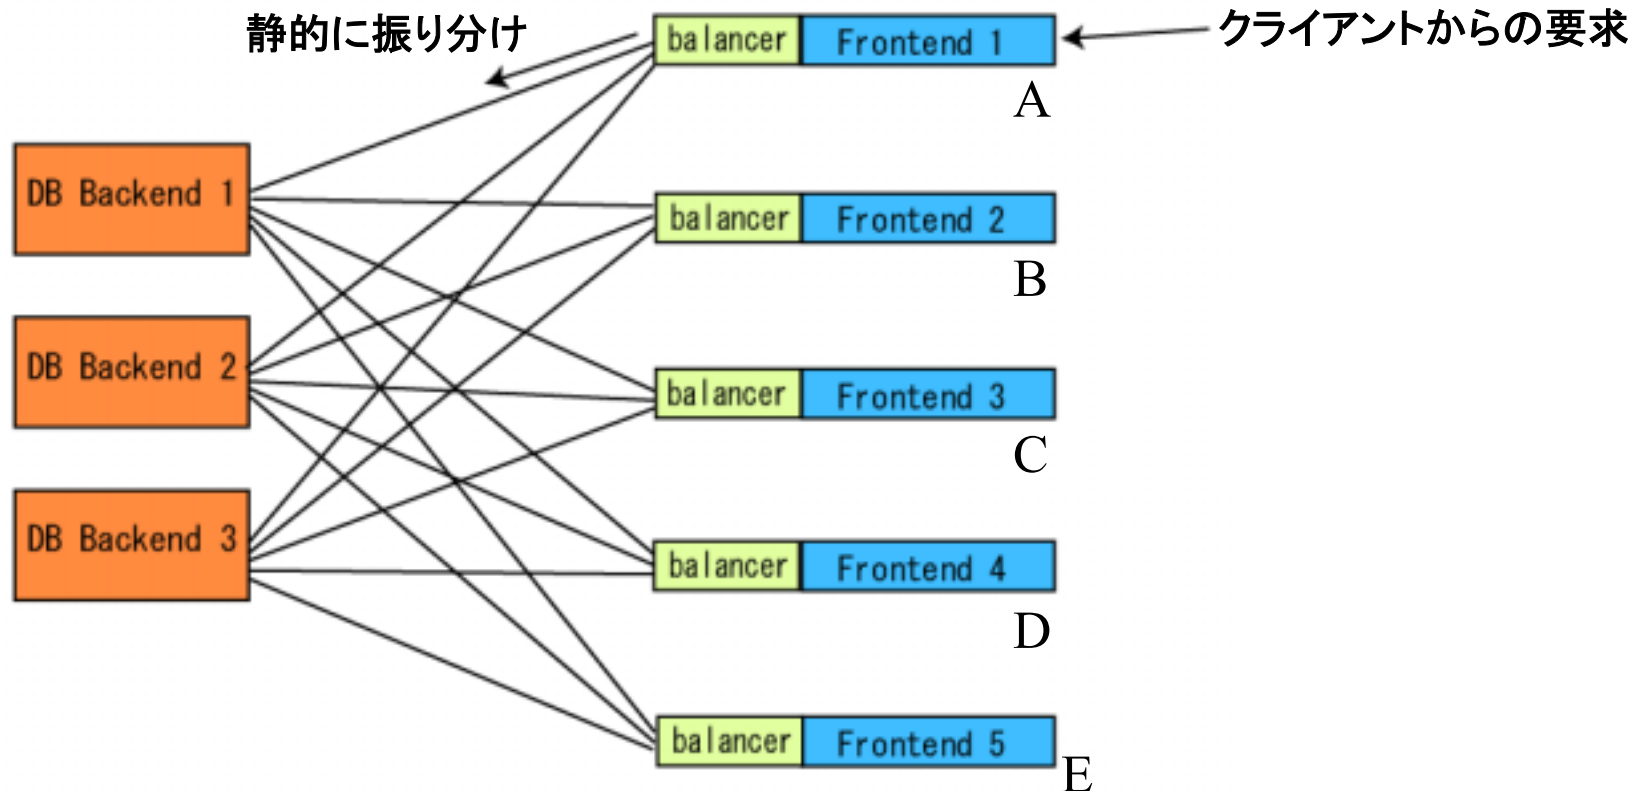 静的に振り分け
balancer Frontend 1
クライアントからの要求
A
DB Backend 1
balancer Frontend 2
B
DB Backend 2
balancer Frontend 3
C
DB Backend 3
balancer Frontend 4
D
balancer Frontend 5
E